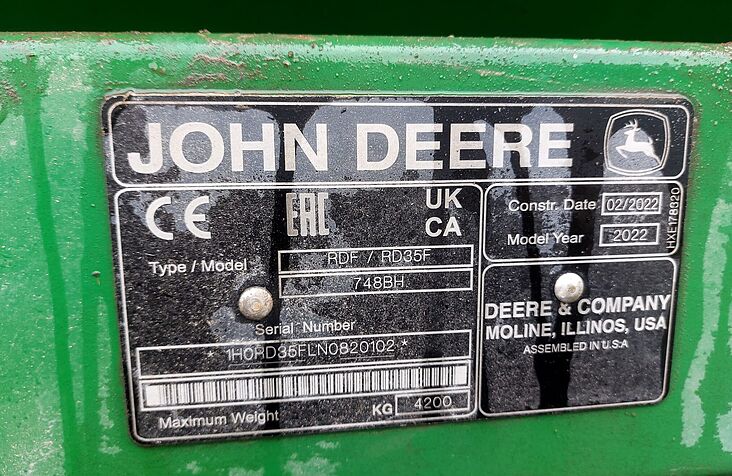 JOHN DEERE
CE EAC UK CA
Type / Model RDF / RD35F
748BH
Serial Number
* 1H0RD35FLN0820102 *
Maximum Weight KG 4200
Constr. Date 02/2022
Model Year 2022
HXE178320
DEERE & COMPANY
MOLINE, ILLINOS, USA
ASSEMBLED IN U.S.A